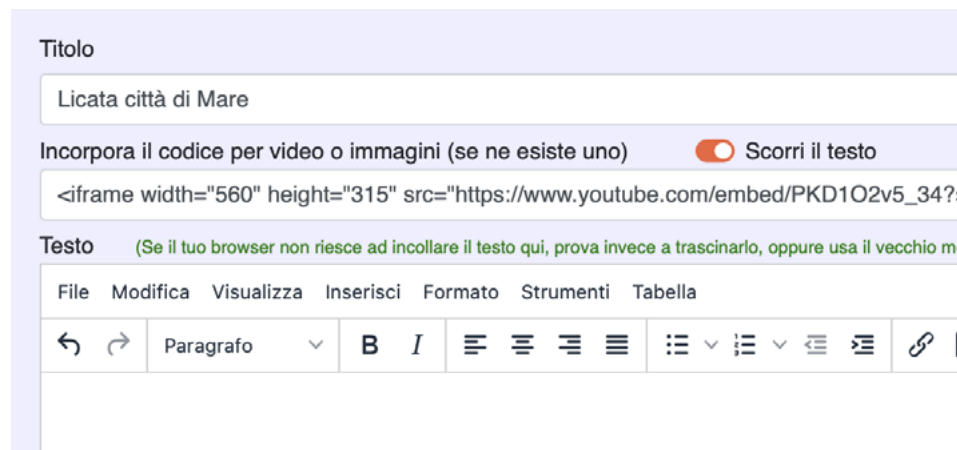 Titolo
Licata città di Mare
Incorpora il codice per video o immagini (se ne esiste uno) Scorri il testo
<iframe width="560" height="315" src="https://www.youtube.com/embed/PKD1O2v5_34?
Testo (Se il tuo browser non riesce ad incollare il testo qui, prova invece a trascinarlo, oppure usa il vecchio
File Modifica Visualizza Inserisci Formato Strumenti Tabella
Paragrafo B I